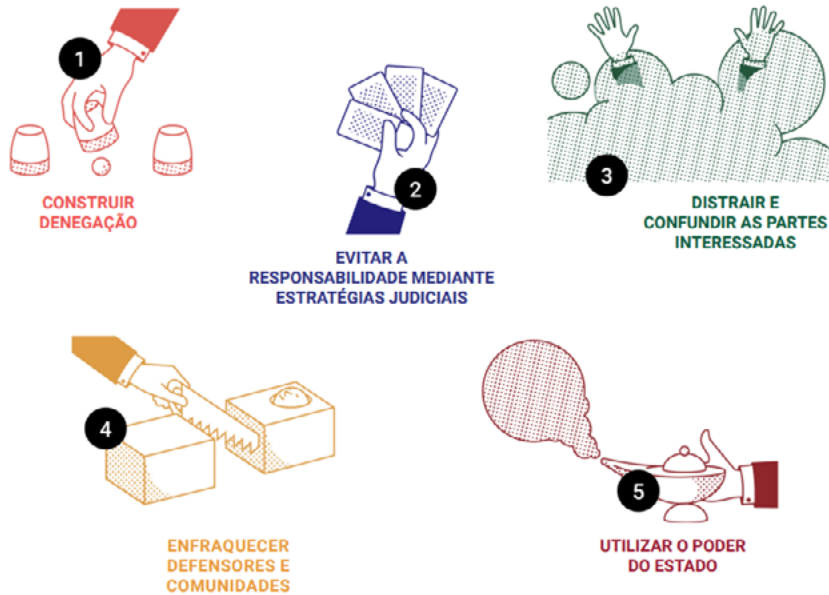 1
CONSTRUIR
DENEGAÇÃO
2
EVITAR A
RESPONSABILIDADE MEDIANTE
ESTRATÉGIAS JUDICIAIS
3
DISTRAIR E
CONFUNDIR AS PARTES
INTERESSADAS
4
ENFRAQUECER
DEFENSORES E
COMUNIDADES
5
UTILIZAR O PODER
DO ESTADO